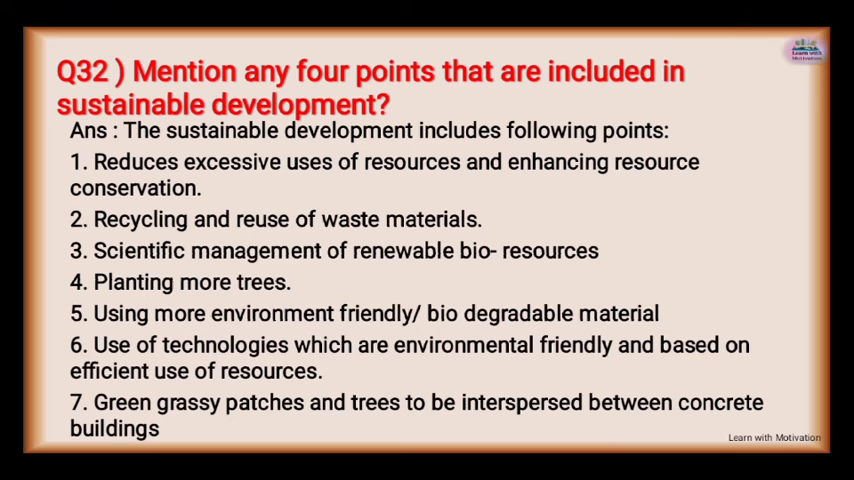 Q32 ) Mention any four points that are included in
sustainable development?
Ans : The sustainable development includes following points:
1. Reduces excessive uses of resources and enhancing resource
conservation.
2. Recycling and reuse of waste materials.
3. Scientific management of renewable bio- resources
4. Planting more trees.
5. Using more environment friendly/ bio degradable material
6. Use of technologies which are environmental friendly and based on
efficient use of resources.
7. Green grassy patches and trees to be interspersed between concrete
buildings
Learn with Motivation
Learn with
Motivation